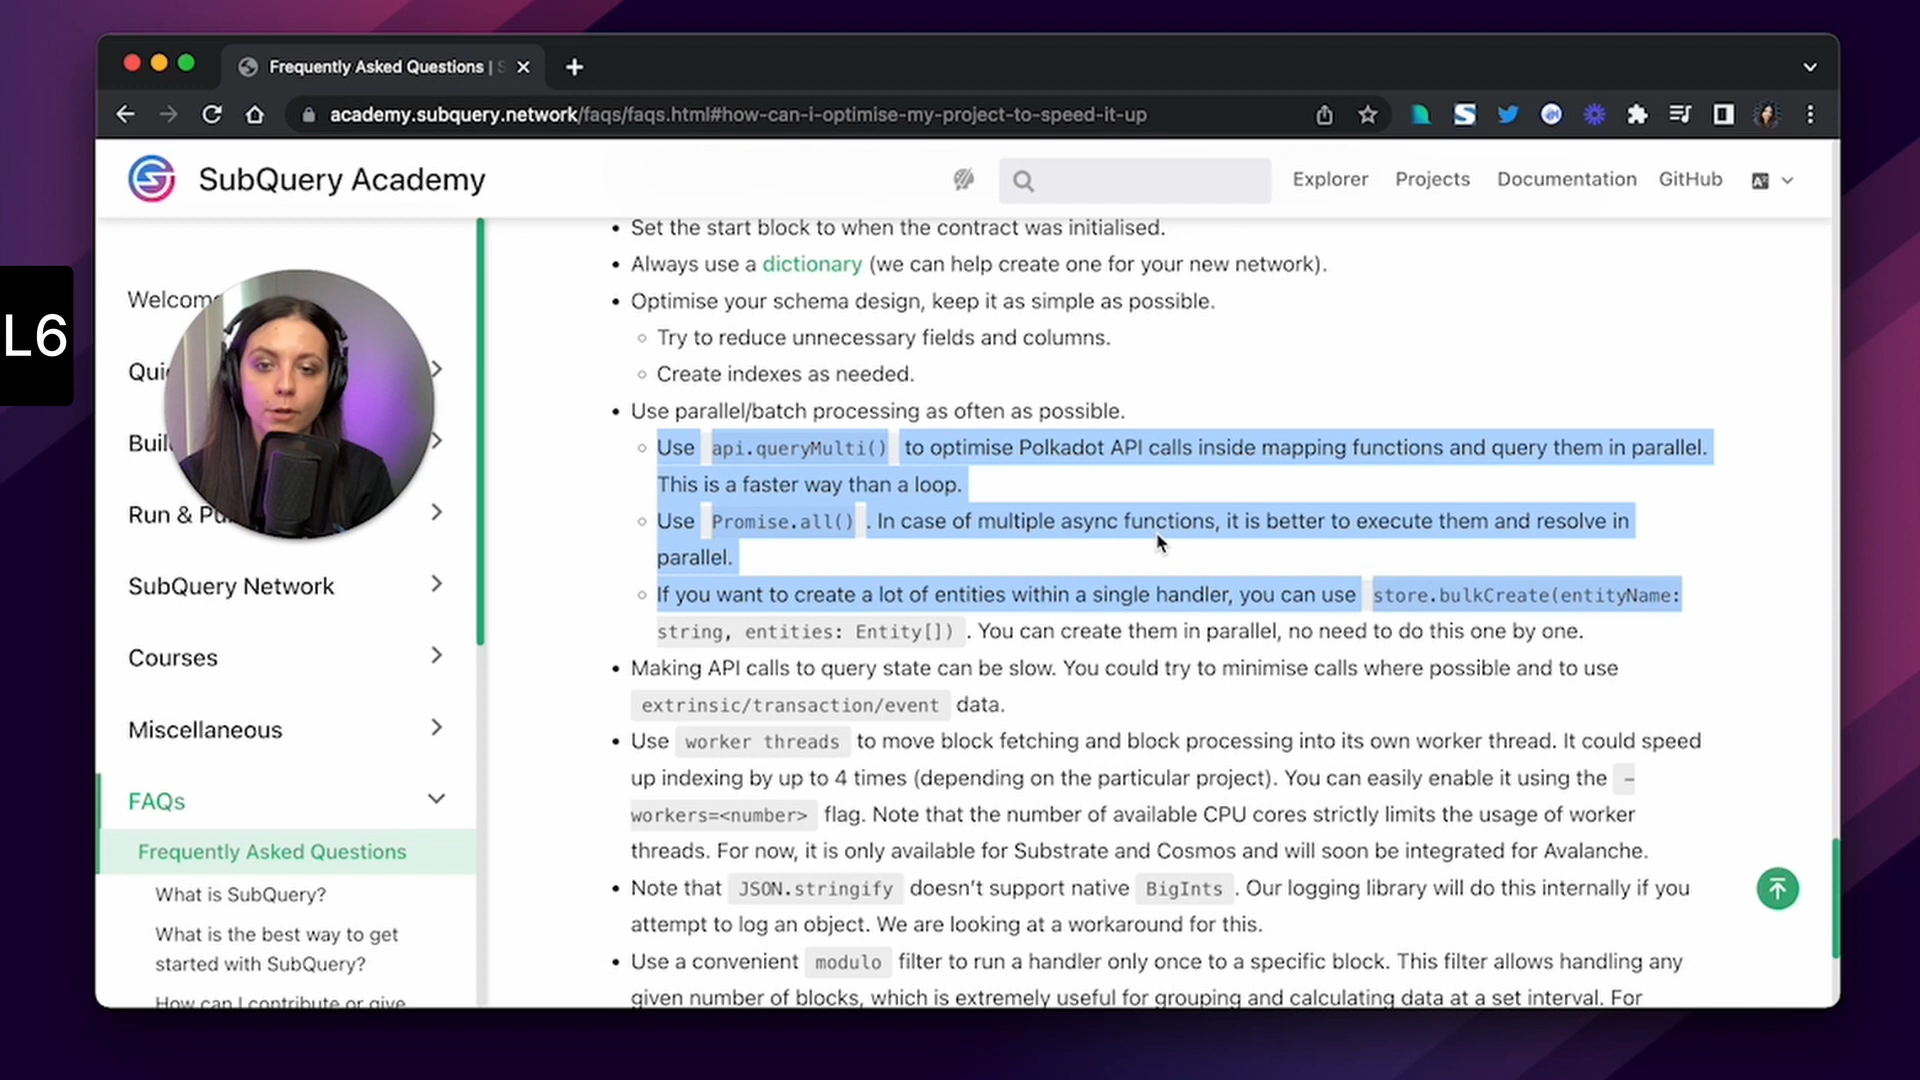 Frequently Asked Questions | S
academy.subquery.network/faqs/faqs.html#how-can-i-optimise-my-project-to-speed-it-up
SubQuery Academy
Explorer
Projects
Documentation
GitHub
L6
Welcome
Qui
Buil
Run & Pu
SubQuery Network
Courses
Miscellaneous
FAQs
Frequently Asked Questions
What is SubQuery?
What is the best way to get
started with SubQuery?
How can I contribute or give
• Set the start block to when the contract was initialised.
• Always use a dictionary (we can help create one for your new network).
• Optimise your schema design, keep it as simple as possible.
◦ Try to reduce unnecessary fields and columns.
◦ Create indexes as needed.
• Use parallel/batch processing as often as possible.
◦ Use api.queryMulti() to optimise Polkadot API calls inside mapping functions and query them in parallel.
This is a faster way than a loop.
◦ Use Promise.all() . In case of multiple async functions, it is better to execute them and resolve in
parallel.
◦ If you want to create a lot of entities within a single handler, you can use store.bulkCreate(entityName:
string, entities: Entity[]) . You can create them in parallel, no need to do this one by one.
• Making API calls to query state can be slow. You could try to minimise calls where possible and to use
extrinsic/transaction/event data.
• Use worker threads to move block fetching and block processing into its own worker thread. It could speed
up indexing by up to 4 times (depending on the particular project). You can easily enable it using the –
workers=<number> flag. Note that the number of available CPU cores strictly limits the usage of worker
threads. For now, it is only available for Substrate and Cosmos and will soon be integrated for Avalanche.
• Note that JSON.stringify doesn’t support native BigInts . Our logging library will do this internally if you
attempt to log an object. We are looking at a workaround for this.
• Use a convenient modulo filter to run a handler only once to a specific block. This filter allows handling any
given number of blocks, which is extremely useful for grouping and calculating data at a set interval. For